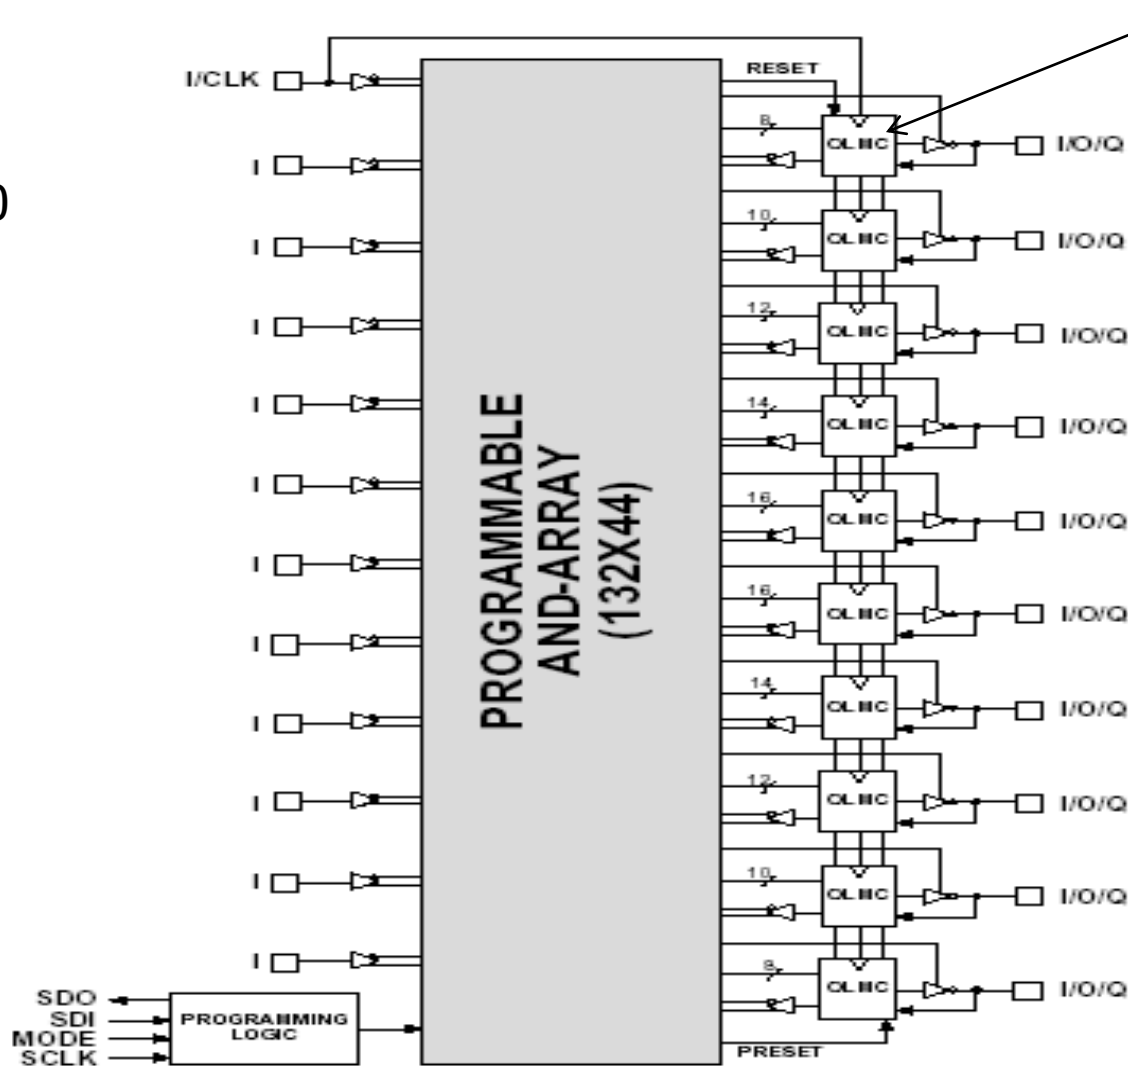 RESET
I/CLK
8
OLMC
I/O/Q
I
)
10
OLMC
I/O/Q
I
12
OLMC
I/O/Q
I
14
OLMC
I/O/Q
I
16
OLMC
I/O/Q
I
16
OLMC
I/O/Q
I
14
OLMC
I/O/Q
I
12
OLMC
I/O/Q
I
10
OLMC
I/O/Q
I
8
OLMC
I/O/Q
I
PROGRAMMABLE
AND-ARRAY
(132X44)
SDO
SDI
MODE
SCLK
PROGRAMMING
LOGIC
PRESET